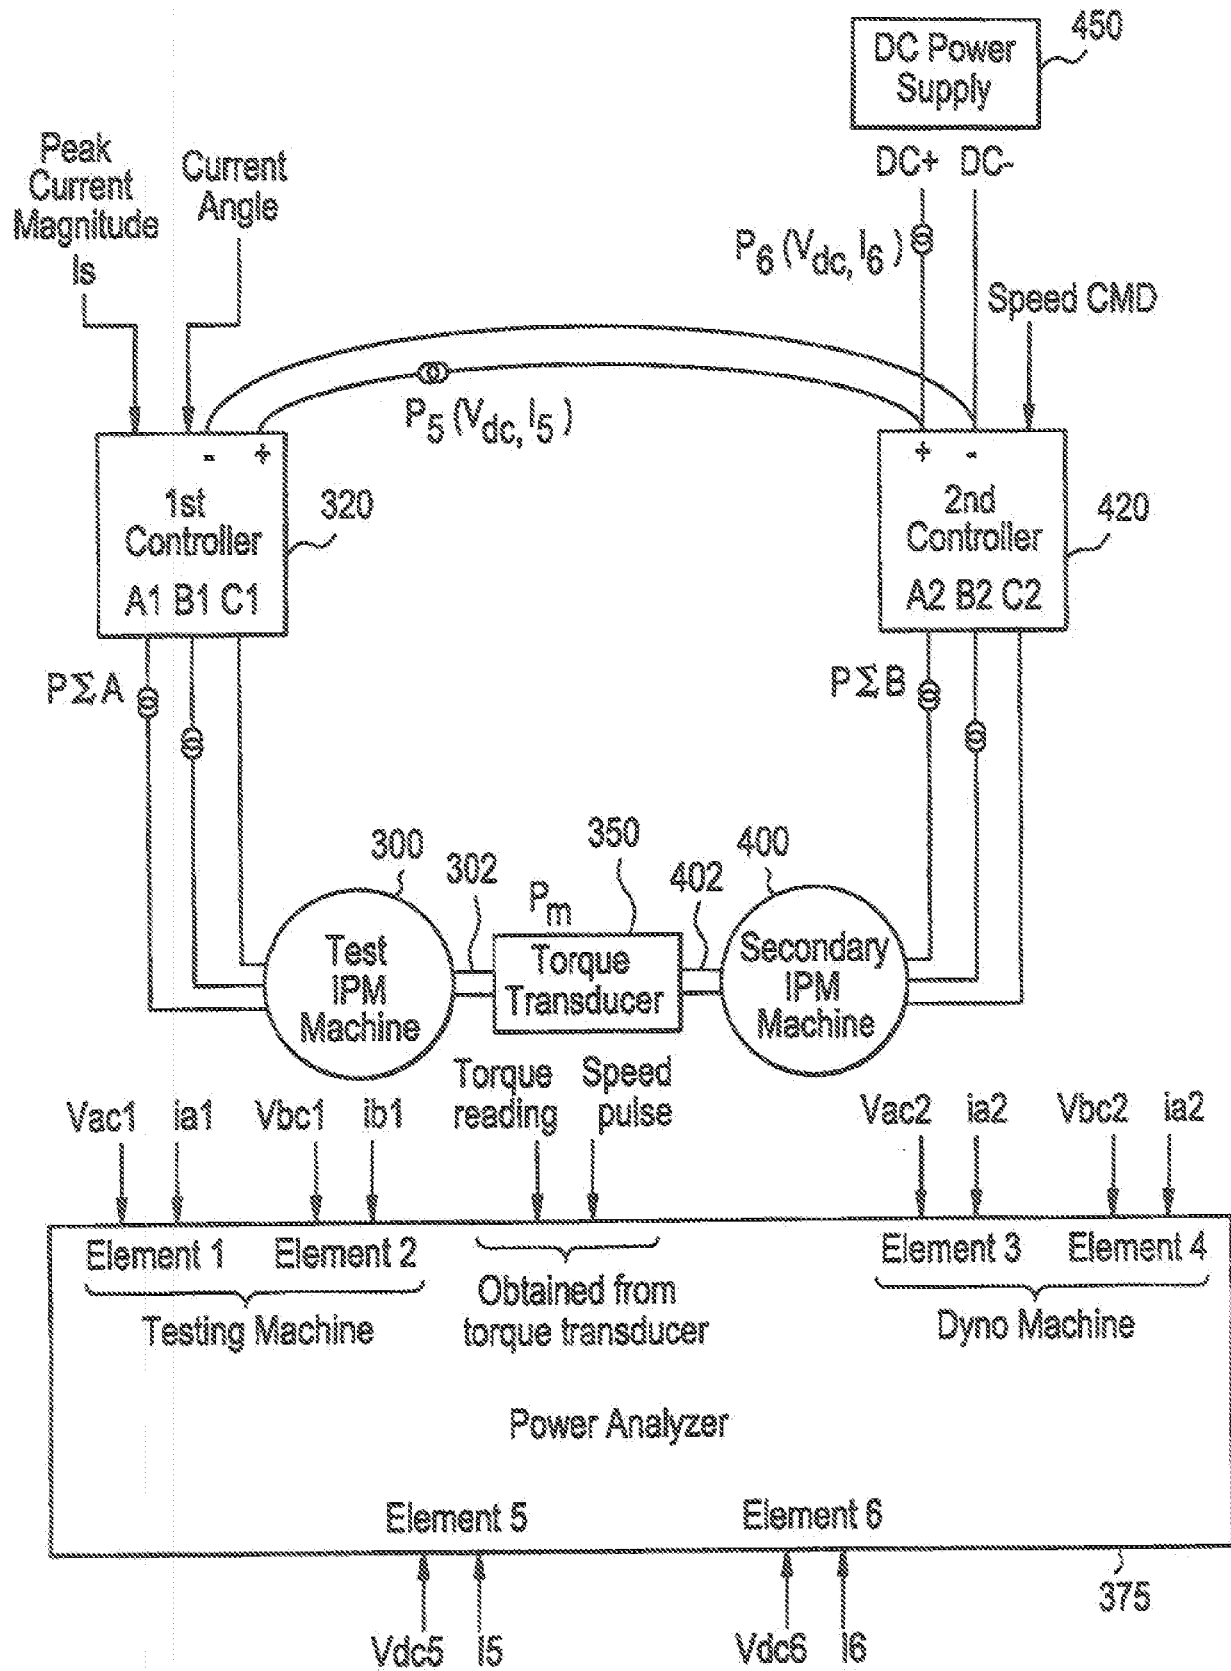 450
DC Power
Supply
DC+ DC-
Peak
Current
Magnitude
Is
Current
Angle
P6 (Vdc, I6)
Speed CMD
P5 (Vdc, I5)
- +
1st
Controller
A1 B1 C1
320
+ -
2nd
Controller
A2 B2 C2
420
PΣA
PΣB
300
302
350
Pm
402
400
Test
IPM
Machine
Torque
Transducer
Secondary
IPM
Machine
Vac1 ia1 Vbc1 ib1
Torque
reading
Speed
pulse
Vac2 ia2 Vbc2 ia2
Element 1 Element 2
Testing Machine
Obtained from
torque transducer
Element 3 Element 4
Dyno Machine
Power Analyzer
Element 5 Element 6
375
Vdc5 I5 Vdc6 I6